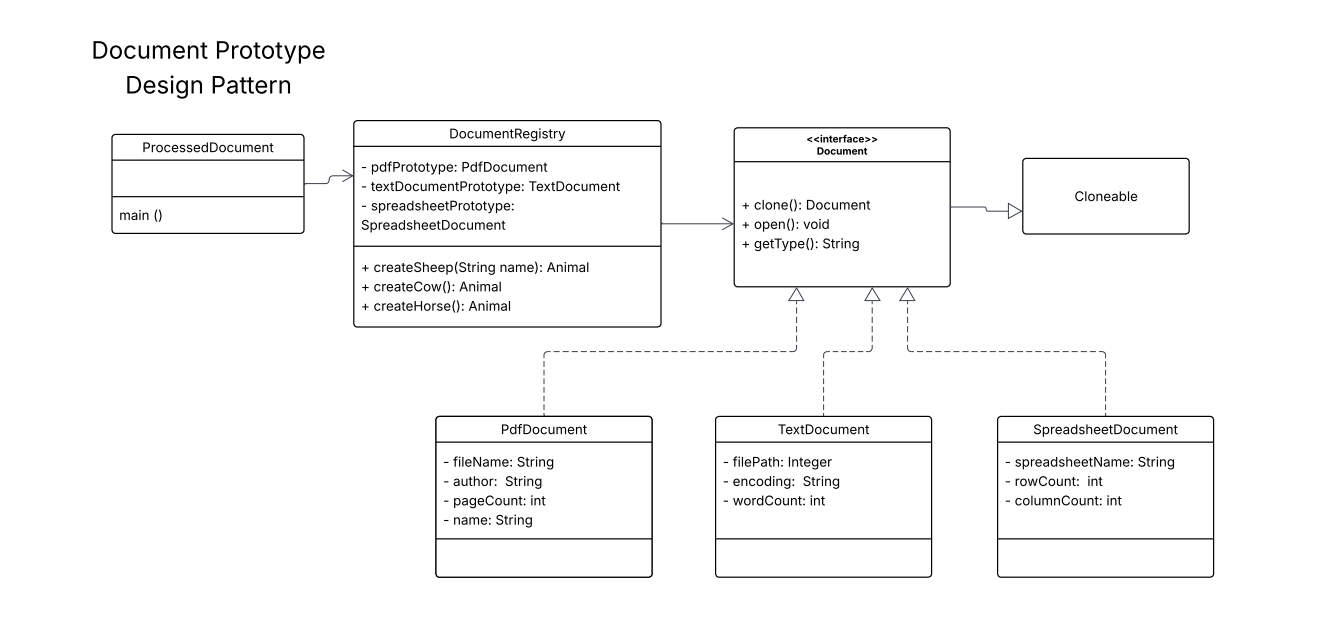 Document Prototype
Design Pattern
ProcessedDocument
main ()
DocumentRegistry
- pdfPrototype: PdfDocument
- textDocumentPrototype: TextDocument
- spreadsheetPrototype:
SpreadsheetDocument
+ createSheep(String name): Animal
+ createCow(): Animal
+ createHorse(): Animal
<<interface>>
Document
+ clone(): Document
+ open(): void
+ getType(): String
Cloneable
PdfDocument
- fileName: String
- author:  String
- pageCount: int
- name: String
TextDocument
- filePath: Integer
- encoding:  String
- wordCount: int
SpreadsheetDocument
- spreadsheetName: String
- rowCount:  int
- columnCount: int